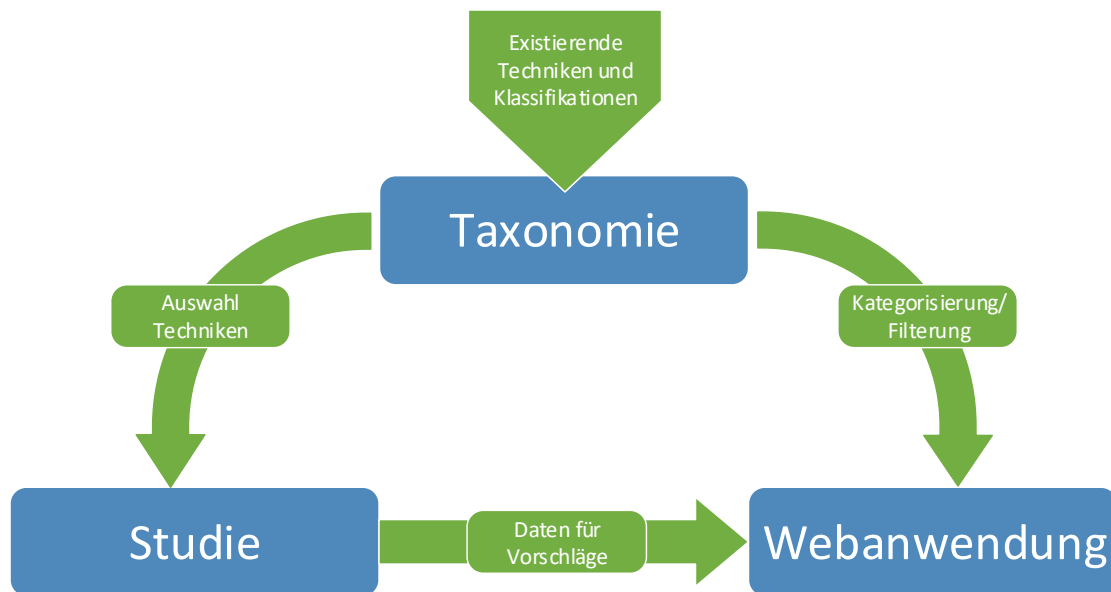 Existierende
Techniken und
Klassifikationen
Taxonomie
Auswahl
Techniken
Kategorisierung/
Filterung
Studie
Daten für
Vorschläge
Webanwendung